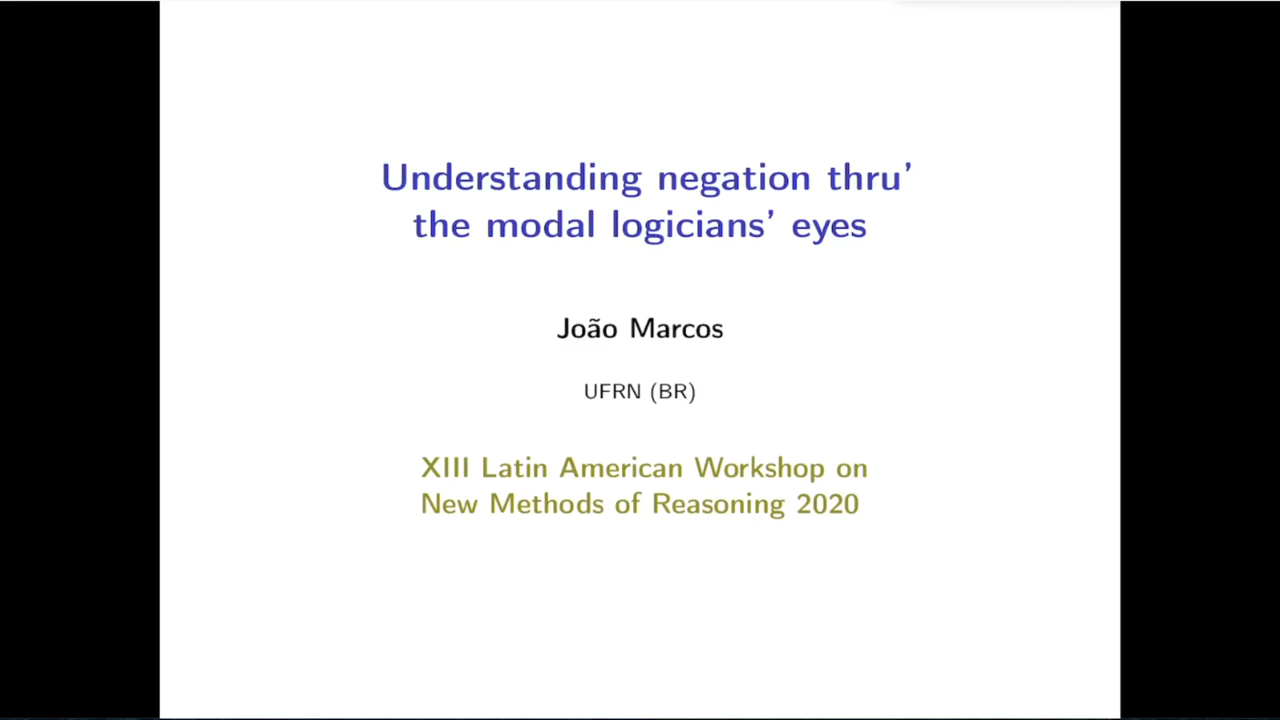 Understanding negation thru’
the modal logicians’ eyes
João Marcos
UFRN (BR)
XIII Latin American Workshop on
New Methods of Reasoning 2020